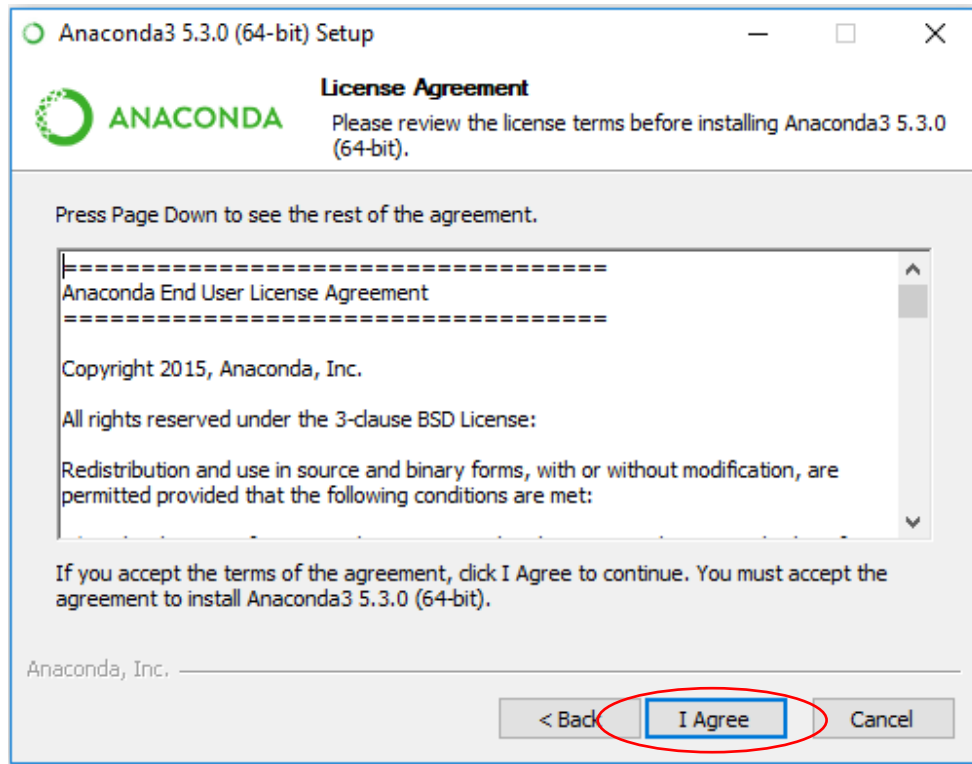 Anaconda3 5.3.0 (64-bit) Setup
ANACONDA
License Agreement
Please review the license terms before installing Anaconda3 5.3.0
(64-bit).
Press Page Down to see the rest of the agreement.
===================================
Anaconda End User License Agreement
===================================
Copyright 2015, Anaconda, Inc.
All rights reserved under the 3-clause BSD License:
Redistribution and use in source and binary forms, with or without modification, are
permitted provided that the following conditions are met:
If you accept the terms of the agreement, click I Agree to continue. You must accept the
agreement to install Anaconda3 5.3.0 (64-bit).
Anaconda, Inc.
< Back
I Agree
Cancel